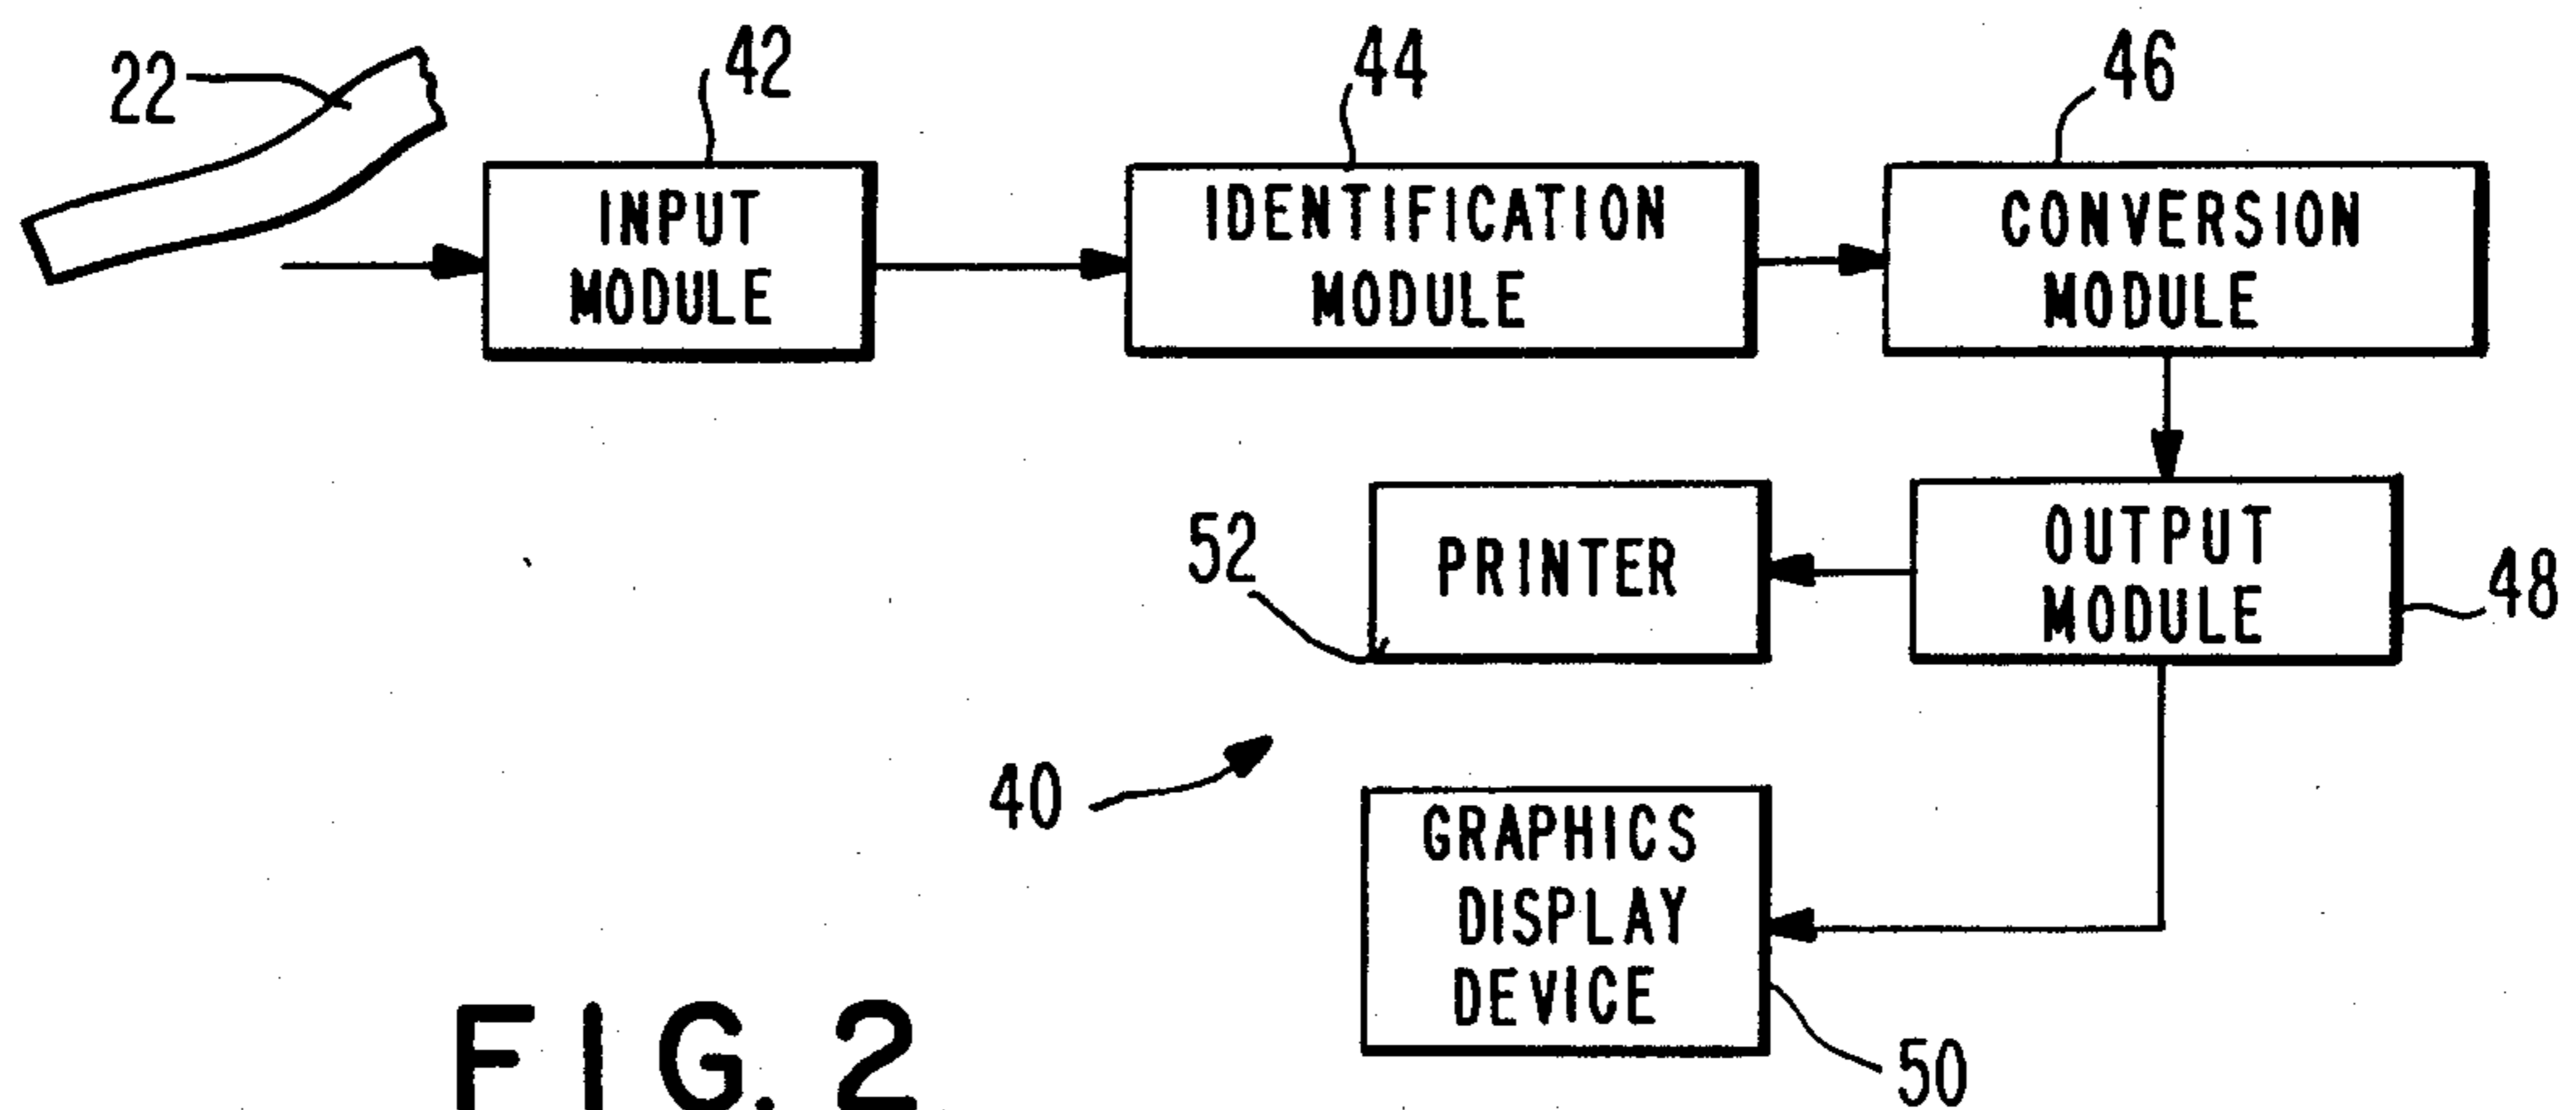 22
42
44
46
INPUT
MODULE
IDENTIFICATION
MODULE
CONVERSION
MODULE
52
PRINTER
OUTPUT
MODULE
48
40
GRAPHICS
DISPLAY
DEVICE
50
FIG. 2